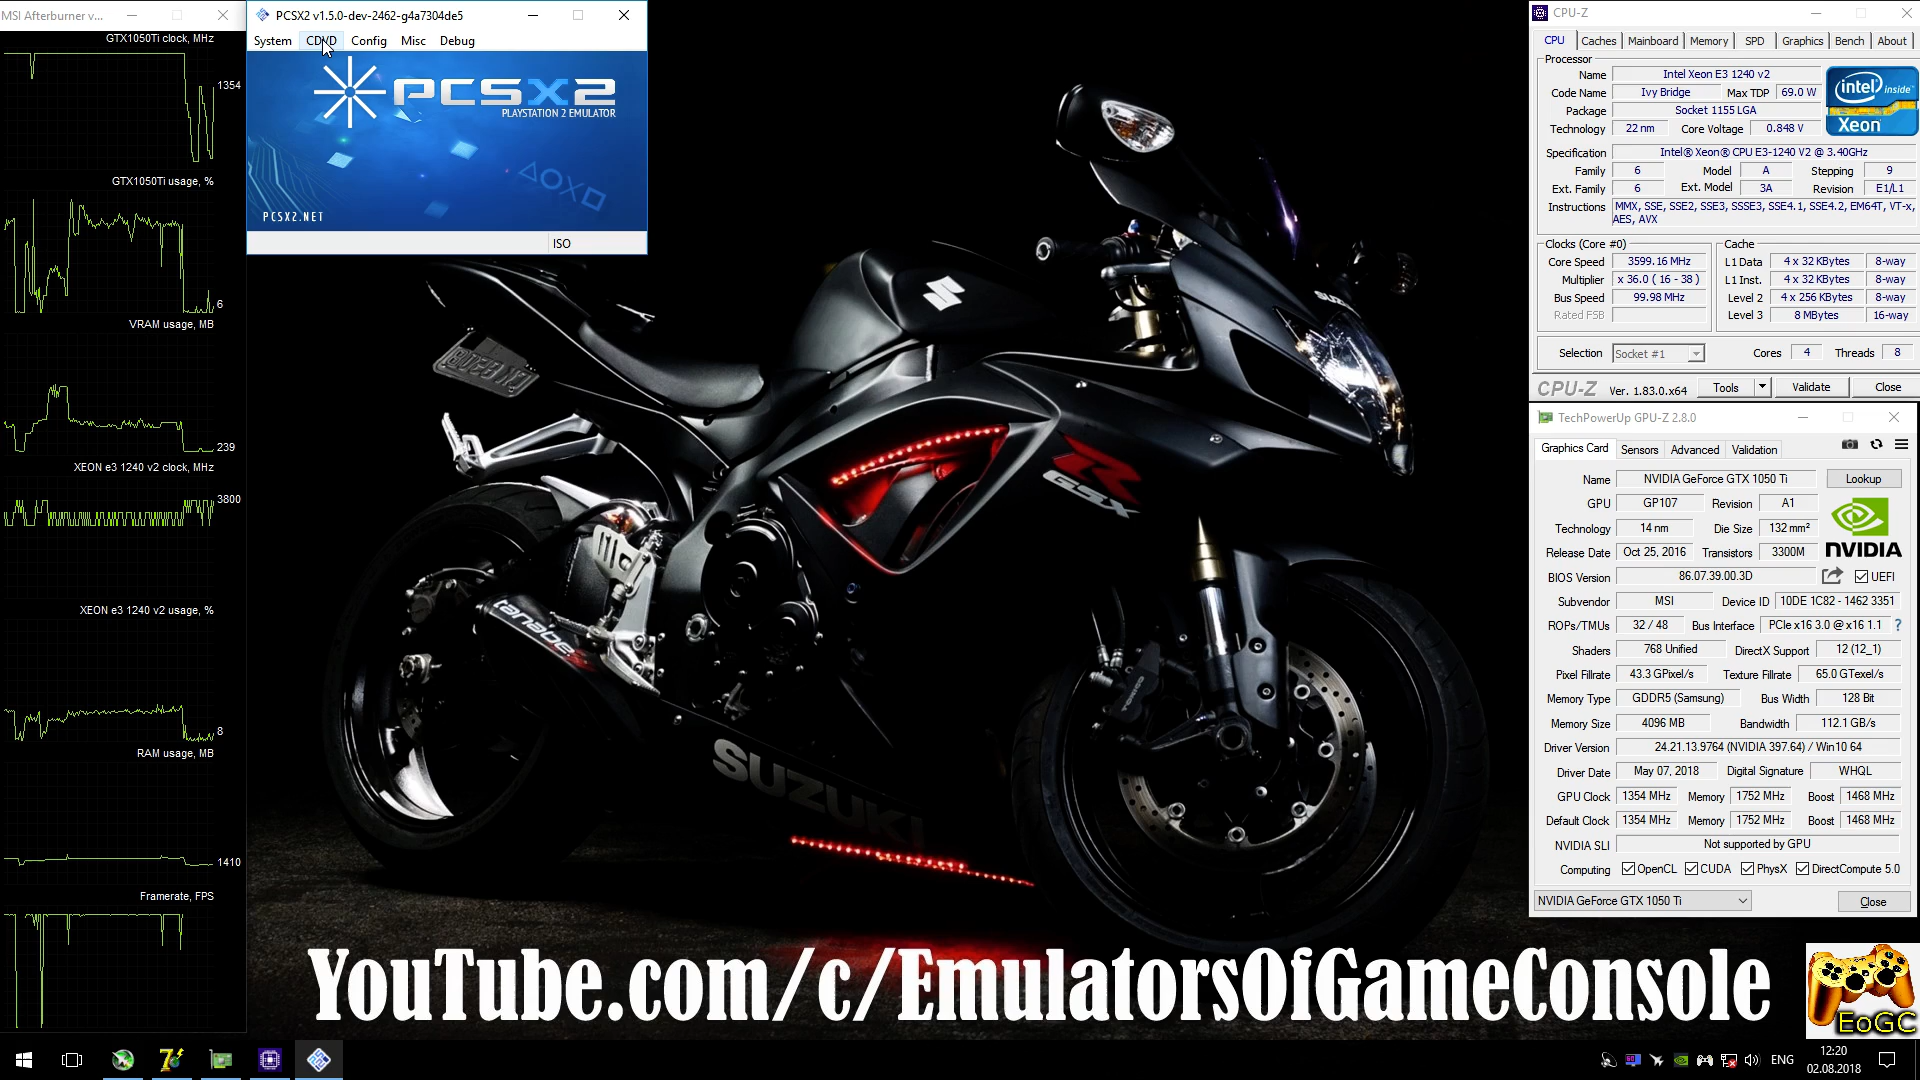 MSI Afterburner v...
GTX1050Ti clock, MHz
1354
GTX1050Ti usage, %
6
VRAM usage, MB
239
XEON e3 1240 v2 clock, MHz
3800
XEON e3 1240 v2 usage, %
8
RAM usage, MB
1410
Framerate, FPS
PCSX2 v1.5.0-dev-2462-g4a7304de5
System CDVD Config Misc Debug
PCSX2
PLAYSTATION 2 EMULATOR
PCSX2.NET
ISO
SUZUKI
R
GSX
tanabe
SUZUKI
YouTube.com/c/EmulatorsOfGameConsole
EoGC
CPU-Z
CPU Caches Mainboard Memory SPD Graphics Bench About
Processor
Name Intel Xeon E3 1240 v2
Code Name Ivy Bridge Max TDP 69.0 W
Package Socket 1155 LGA
Technology 22 nm Core Voltage 0.848 V
intel inside
Xeon
Specification Intel® Xeon® CPU E3-1240 V2 @ 3.40GHz
Family 6 Model A Stepping 9
Ext. Family 6 Ext. Model 3A Revision E1/L1
Instructions MMX, SSE, SSE2, SSE3, SSSE3, SSE4.1, SSE4.2, EM64T, VT-x,
AES, AVX
Clocks (Core #0) Cache
Core Speed 3599.16 MHz L1 Data 4 x 32 KBytes 8-way
Multiplier x 36.0 ( 16 - 38 ) L1 Inst. 4 x 32 KBytes 8-way
Bus Speed 99.98 MHz Level 2 4 x 256 KBytes 8-way
Rated FSB Level 3 8 MBytes 16-way
Selection Socket #1 Cores 4 Threads 8
CPU-Z Ver. 1.83.0.x64 Tools Validate Close
TechPowerUp GPU-Z 2.8.0
Graphics Card Sensors Advanced Validation
Name NVIDIA GeForce GTX 1050 Ti Lookup
GPU GP107 Revision A1
Technology 14 nm Die Size 132 mm²
Release Date Oct 25, 2016 Transistors 3300M
NVIDIA
BIOS Version 86.07.39.00.3D UEFI
Subvendor MSI Device ID 10DE 1C82 - 1462 3351
ROPs/TMUs 32 / 48 Bus Interface PCIe x16 3.0 @ x16 1.1 ?
Shaders 768 Unified DirectX Support 12 (12_1)
Pixel Fillrate 43.3 GPixel/s Texture Fillrate 65.0 GTexel/s
Memory Type GDDR5 (Samsung) Bus Width 128 Bit
Memory Size 4096 MB Bandwidth 112.1 GB/s
Driver Version 24.21.13.9764 (NVIDIA 397.64) / Win10 64
Driver Date May 07, 2018 Digital Signature WHQL
GPU Clock 1354 MHz Memory 1752 MHz Boost 1468 MHz
Default Clock 1354 MHz Memory 1752 MHz Boost 1468 MHz
NVIDIA SLI Not supported by GPU
Computing OpenCL CUDA PhysX DirectCompute 5.0
NVIDIA GeForce GTX 1050 Ti Close
ENG
12:20
02.08.2018